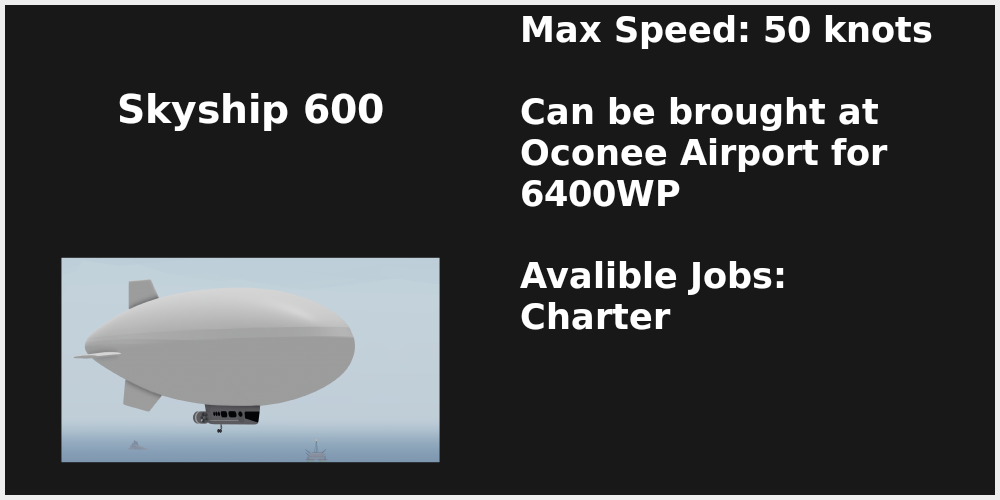 Skyship 600
Max Speed: 50 knots
Can be brought at
Oconee Airport for
6400WP
Avalible Jobs:
Charter